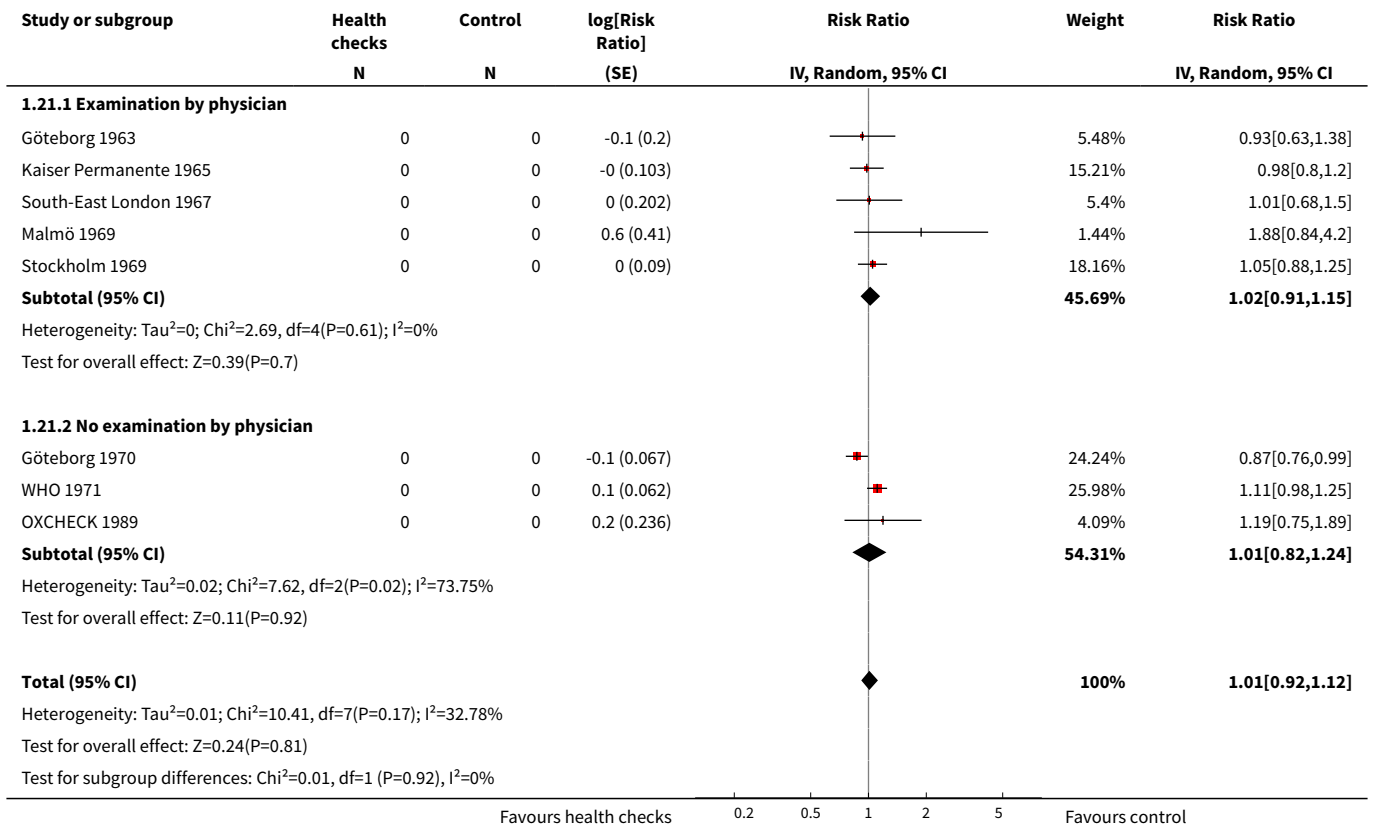 Study or subgroup Health checks Control log[Risk Ratio] Risk Ratio Weight Risk Ratio
N N (SE) IV, Random, 95% CI IV, Random, 95% CI
1.21.1 Examination by physician
Göteborg 1963 0 0 -0.1 (0.2) 5.48% 0.93[0.63,1.38]
Kaiser Permanente 1965 0 0 -0 (0.103) 15.21% 0.98[0.8,1.2]
South-East London 1967 0 0 0 (0.202) 5.4% 1.01[0.68,1.5]
Malmö 1969 0 0 0.6 (0.41) 1.44% 1.88[0.84,4.2]
Stockholm 1969 0 0 0 (0.09) 18.16% 1.05[0.88,1.25]
Subtotal (95% CI) 45.69% 1.02[0.91,1.15]
Heterogeneity: Tau²=0; Chi²=2.69, df=4(P=0.61); I²=0%
Test for overall effect: Z=0.39(P=0.7)
1.21.2 No examination by physician
Göteborg 1970 0 0 -0.1 (0.067) 24.24% 0.87[0.76,0.99]
WHO 1971 0 0 0.1 (0.062) 25.98% 1.11[0.98,1.25]
OXCHECK 1989 0 0 0.2 (0.236) 4.09% 1.19[0.75,1.89]
Subtotal (95% CI) 54.31% 1.01[0.82,1.24]
Heterogeneity: Tau²=0.02; Chi²=7.62, df=2(P=0.02); I²=73.75%
Test for overall effect: Z=0.11(P=0.92)
Total (95% CI) 100% 1.01[0.92,1.12]
Heterogeneity: Tau²=0.01; Chi²=10.41, df=7(P=0.17); I²=32.78%
Test for overall effect: Z=0.24(P=0.81)
Test for subgroup differences: Chi²=0.01, df=1 (P=0.92), I²=0%
Favours health checks 0.2 0.5 1 2 5 Favours control